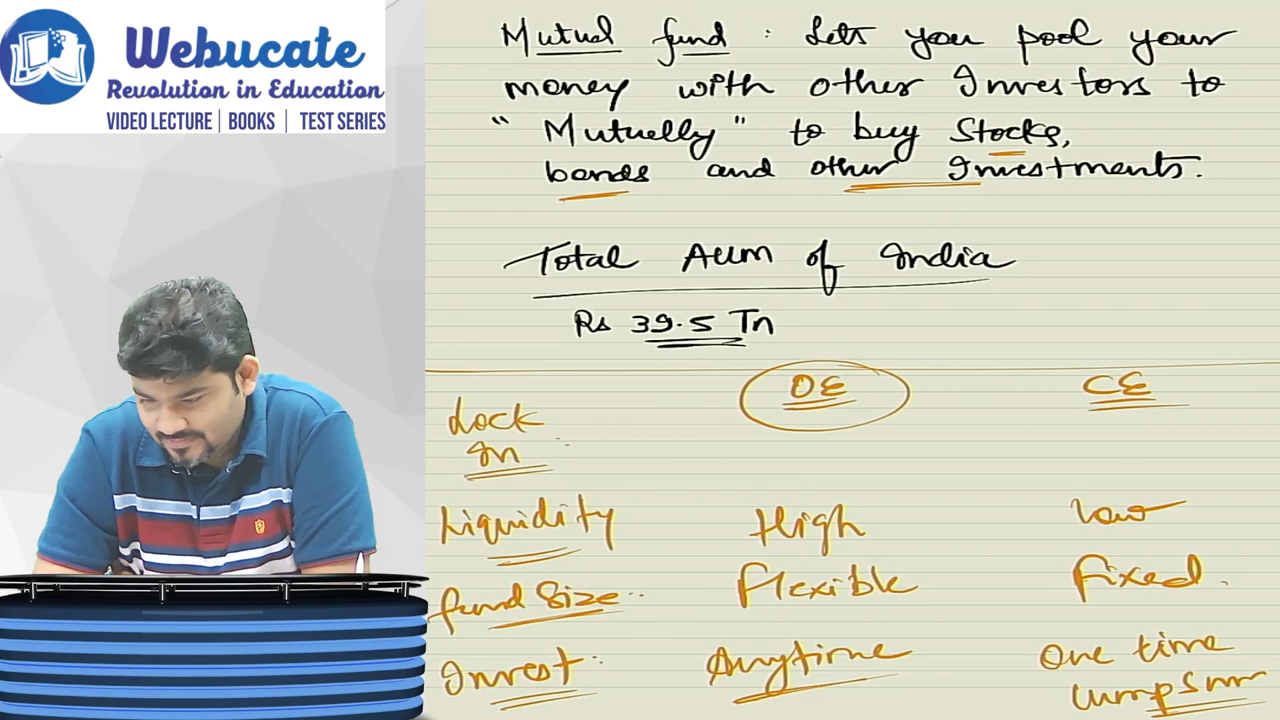 Webucate
Revolution in Education
VIDEO LECTURE | BOOKS | TEST SERIES
Mutual fund : Lets you pool your
money with other Investors to
"Mutually" to buy Stocks,
bonds and other Investments.
Total AUM of India
Rs 39.5 Tn
OE CE
Lock
In
Liquidity High Low
fund Size :- Flexible Fixed.
Invest :- Anytime One time
lumpsum